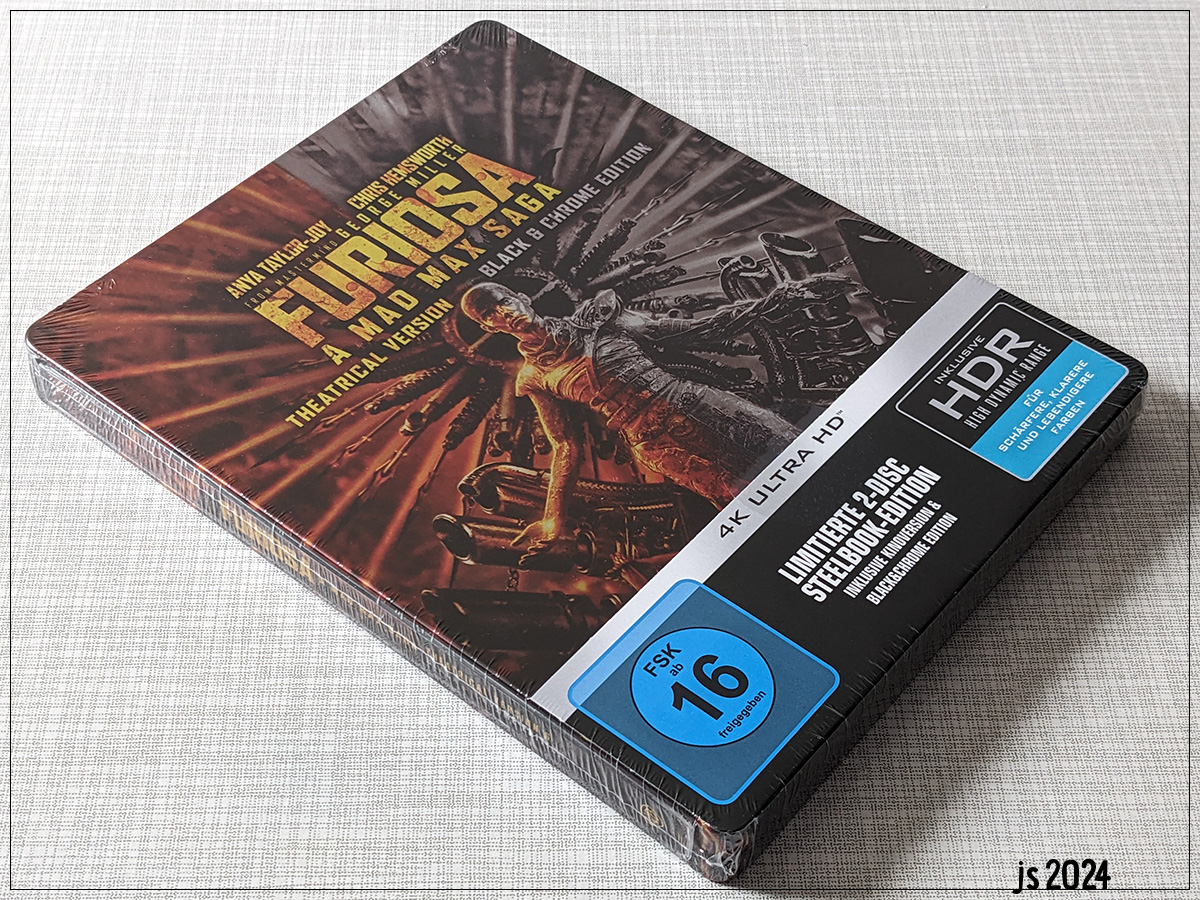 ANYA TAYLOR-JOY CHRIS HEMSWORTH
FROM MASTERMIND GEORGE MILLER
FURIOSA
A MAD MAX SAGA
THEATRICAL VERSION BLACK & CHROME EDITION
4K ULTRA HD™
INKLUSIVE
HDR
HIGH DYNAMIC RANGE
FÜR
SCHÄRFERE, KLARERE
UND LEBENDIGERE
FARBEN
LIMITIERTE 2-DISC
STEELBOOK-EDITION
INKLUSIVE KINOVERSION &
BLACK&CHROME EDITION
FSK
ab
16
freigegeben
js 2024